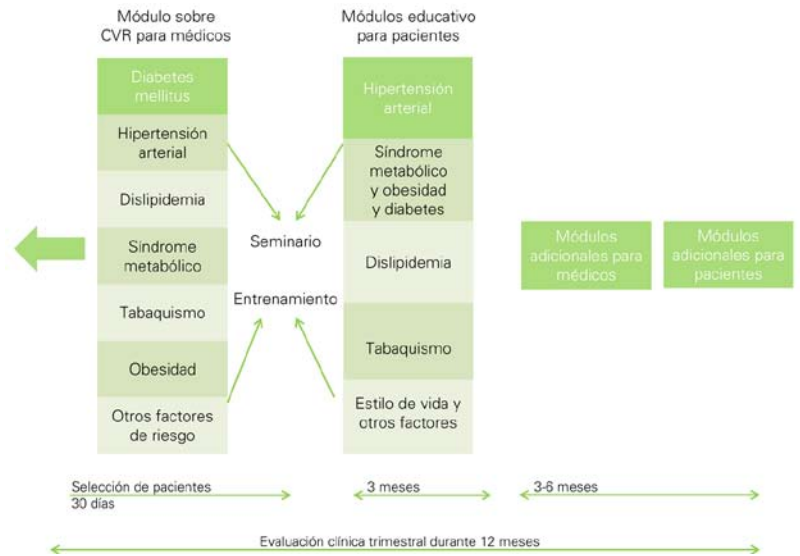 Módulo sobre
CVR para médicos
Diabetes
mellitus
Hipertensión
arterial
Dislipidemia
Síndrome
metabólico
Tabaquismo
Obesidad
Otros factores
de riesgo
Seminario
Entrenamiento
Módulos educativo
para pacientes
Hipertensión
arterial
Síndrome
metabólico
y obesidad
y diabetes
Dislipidemia
Tabaquismo
Estilo de vida y
otros factores
Módulos
adicionales para
médicos
Módulos
adicionales para
pacientes
Selección de pacientes
30 días
3 meses
3-6 meses
Evaluación clínica trimestral durante 12 meses